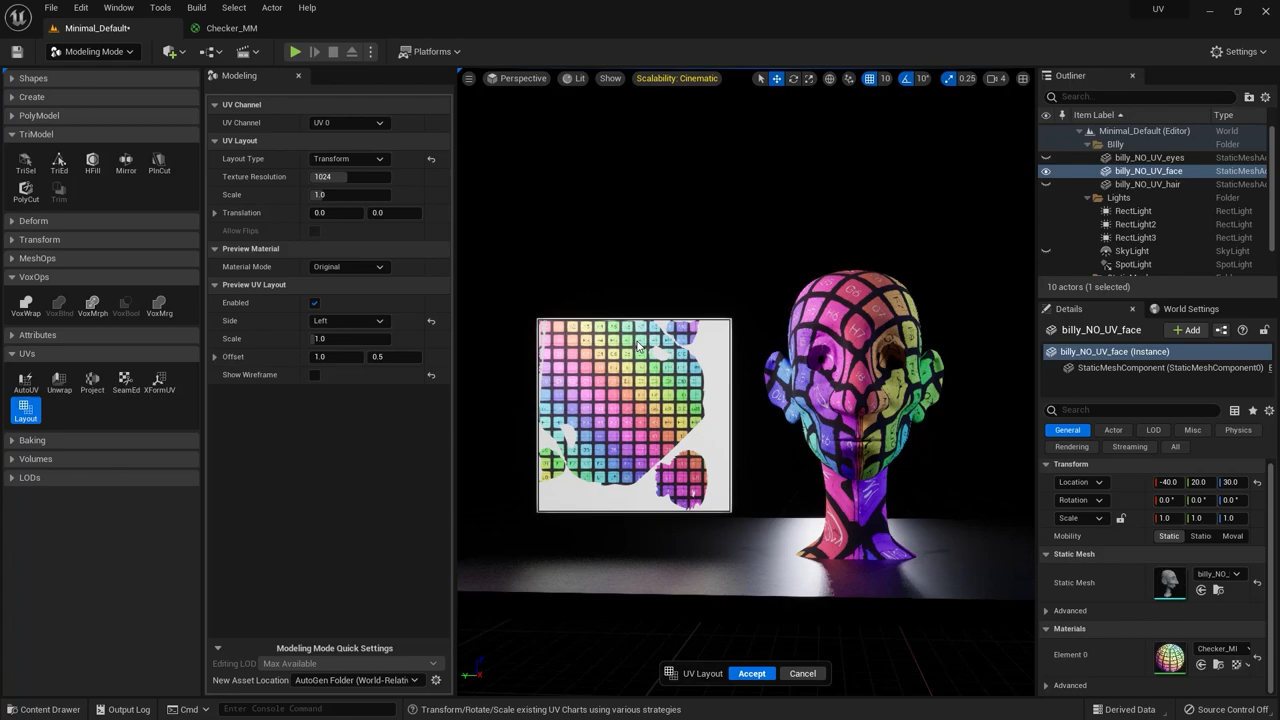 File Edit Window Tools Build Select Actor Help UV
Minimal_Default* Checker_MM
Modeling Mode Platforms Settings
Shapes
Create
PolyModel
TriModel
TriSel TriEd HFill Mirror PlnCut
PolyCut Trim
Deform
Transform
MeshOps
VoxOps
VoxWrap VoxBlnd VoxMrph VoxBool VoxMrg
Attributes
UVs
AutoUV Unwrap Project SeamEd XFormUV
Layout
Baking
Volumes
LODs
Modeling
UV Channel
UV Channel UV 0
UV Layout
Layout Type Transform
Texture Resolution 1024
Scale 1.0
Translation 0.0 0.0
Allow Flips
Preview Material
Material Mode Original
Preview UV Layout
Enabled
Side Left
Scale 1.0
Offset 1.0 0.5
Show Wireframe
Modeling Mode Quick Settings
Editing LOD Max Available
New Asset Location AutoGen Folder (World-Relativ
Perspective Lit Show Scalability: Cinematic 10 10° 0.25 4
UV Layout Accept Cancel
Outliner
Search...
Item Label Type
Minimal_Default (Editor) World
BIlly Folder
billy_NO_UV_eyes StaticMeshA
billy_NO_UV_face StaticMeshA
billy_NO_UV_hair StaticMeshA
Lights Folder
RectLight RectLight
RectLight2 RectLight
RectLight3 RectLight
SkyLight SkyLight
SpotLight SpotLight
10 actors (1 selected)
Details World Settings
billy_NO_UV_face Add
billy_NO_UV_face (Instance)
StaticMeshComponent (StaticMeshComponent0)
Search
General Actor LOD Misc Physics
Rendering Streaming All
Transform
Location -40.0 20.0 30.0
Rotation 0.0° 0.0° 0.0°
Scale 1.0 1.0 1.0
Mobility Static Statio Moval
Static Mesh
Static Mesh billy_NO_
Advanced
Materials
Element 0 Checker_MI
Advanced
Content Drawer Output Log Cmd Enter Console Command Transform/Rotate/Scale existing UV Charts using various strategies Derived Data Source Control Off